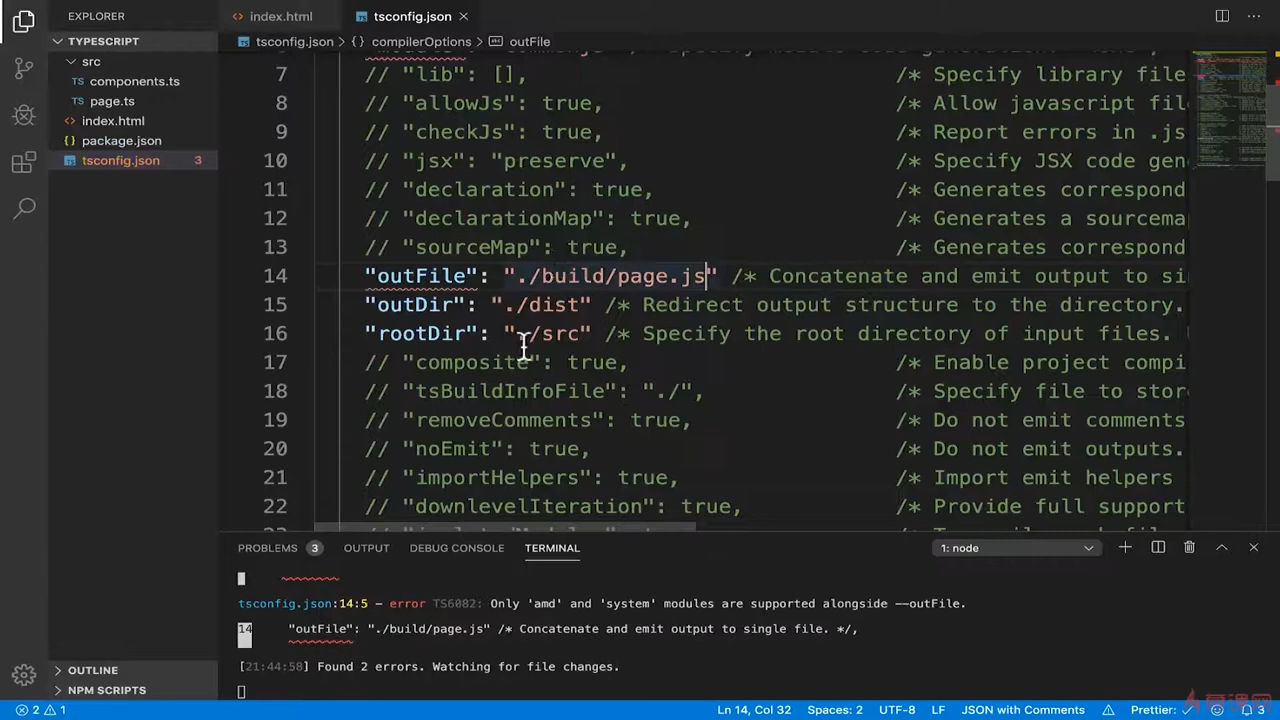 EXPLORER
index.html
tsconfig.json
TYPESCRIPT
tsconfig.json > {} compilerOptions > outFile
src
TS components.ts
TS page.ts
index.html
package.json
tsconfig.json 3
7 // "lib": [], /* Specify library file
8 // "allowJs": true, /* Allow javascript fil
9 // "checkJs": true, /* Report errors in .js
10 // "jsx": "preserve", /* Specify JSX code gen
11 // "declaration": true, /* Generates correspond
12 // "declarationMap": true, /* Generates a sourcema
13 // "sourceMap": true, /* Generates correspond
14 "outFile": "./build/page.js" /* Concatenate and emit output to si
15 "outDir": "./dist" /* Redirect output structure to the directory.
16 "rootDir": "./src" /* Specify the root directory of input files.
17 // "composite": true, /* Enable project compi
18 // "tsBuildInfoFile": "./", /* Specify file to stor
19 // "removeComments": true, /* Do not emit comments
20 // "noEmit": true, /* Do not emit outputs.
21 // "importHelpers": true, /* Import emit helpers
22 // "downlevelIteration": true, /* Provide full support
PROBLEMS 3 OUTPUT DEBUG CONSOLE TERMINAL 1: node
tsconfig.json:14:5 - error TS6082: Only 'amd' and 'system' modules are supported alongside --outFile.
14 "outFile": "./build/page.js" /* Concatenate and emit output to single file. */,
[21:44:58] Found 2 errors. Watching for file changes.
OUTLINE
NPM SCRIPTS
2 1 Ln 14, Col 32 Spaces: 2 UTF-8 LF JSON with Comments Prettier: ✓ 3